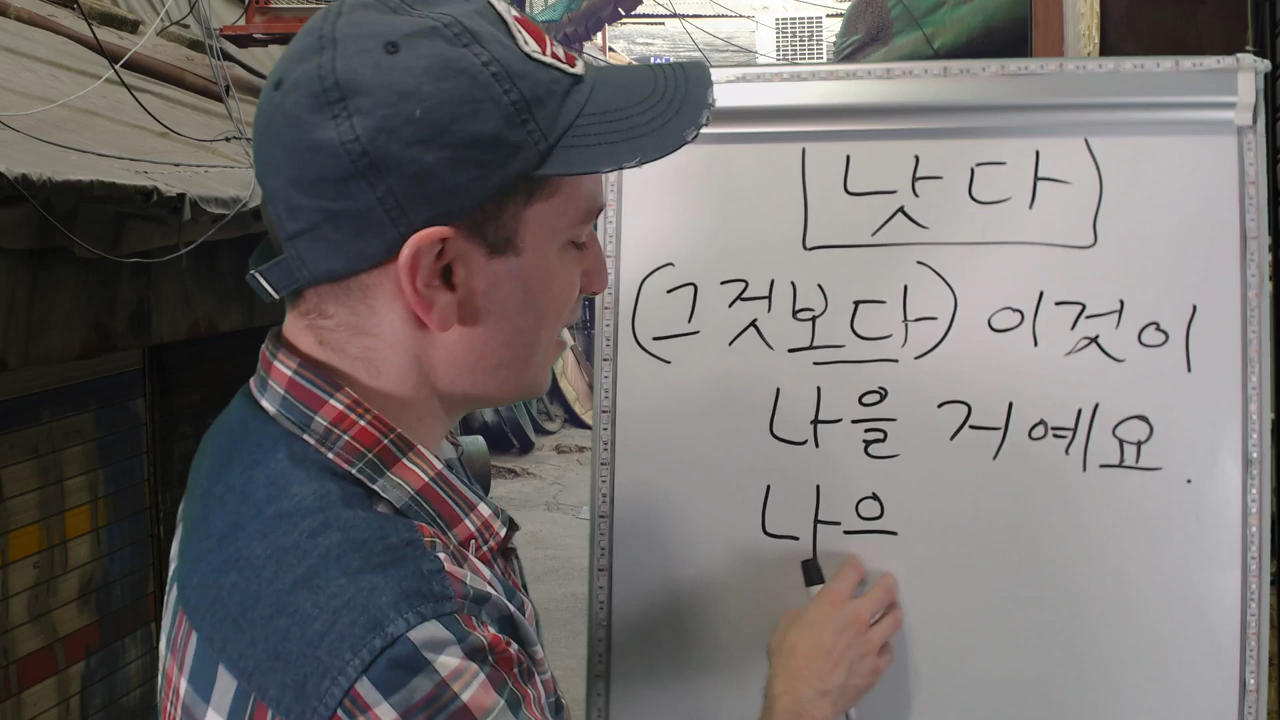 낫다
(그것보다) 이것이
나을 거예요.
나으